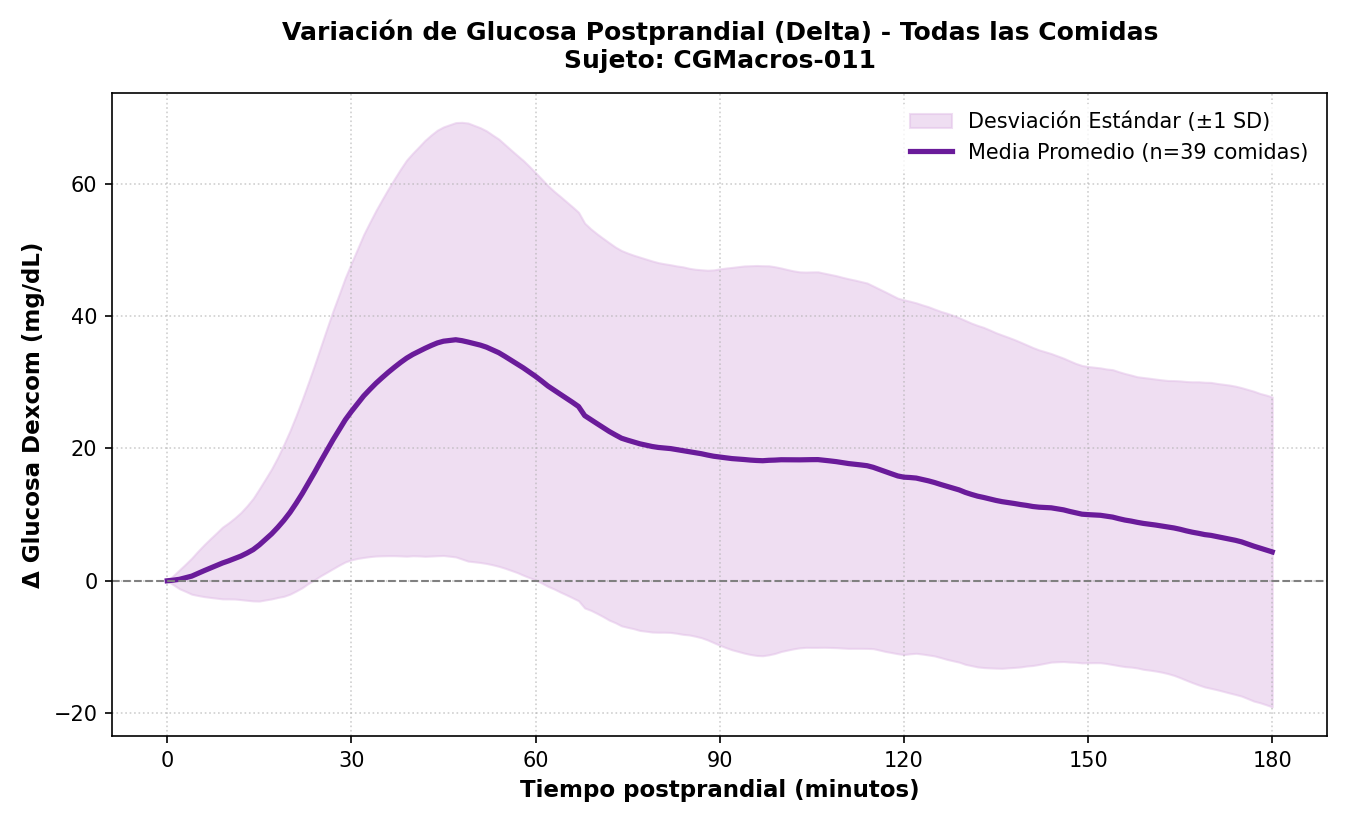 Variación de Glucosa Postprandial (Delta) - Todas las Comidas
Sujeto: CGMacros-011
Desviación Estándar (±1 SD)
Media Promedio (n=39 comidas)
Δ Glucosa Dexcom (mg/dL)
60
40
20
0
−20
0 30 60 90 120 150 180
Tiempo postprandial (minutos)